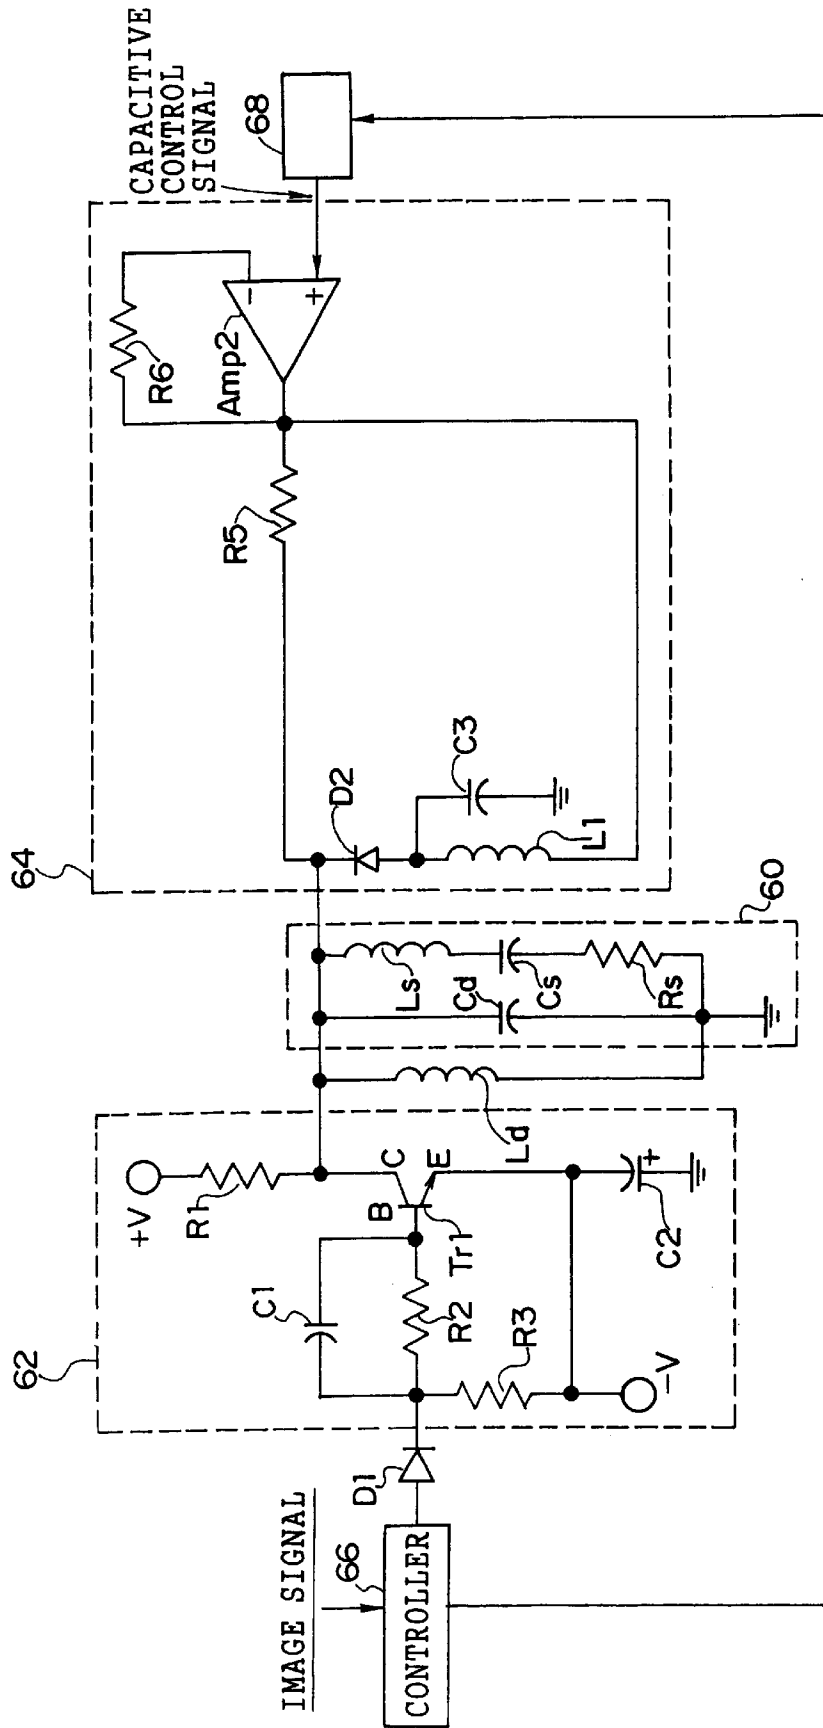 IMAGE SIGNAL
66
CONTROLLER
D1
62
C1
R2
R3
-V
+V
R1
B
C
E
Tr1
C2
Ld
60
Ls
Cd
Cs
Rs
64
D2
C3
L1
R5
R6
Amp2
-
+
+
CAPACITIVE
CONTROL
SIGNAL
68